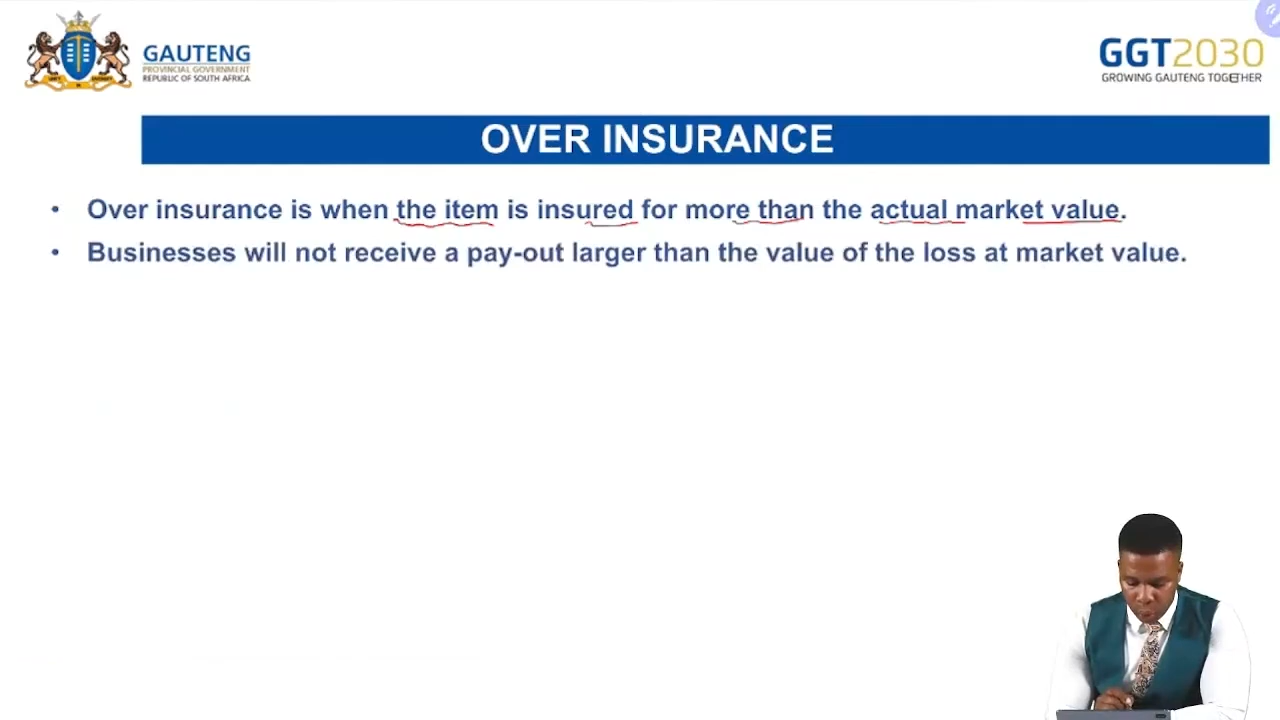 GAUTENG
PROVINCIAL GOVERNMENT
REPUBLIC OF SOUTH AFRICA
GGT2030
GROWING GAUTENG TOGETHER
OVER INSURANCE
• Over insurance is when the item is insured for more than the actual market value.
• Businesses will not receive a pay-out larger than the value of the loss at market value.